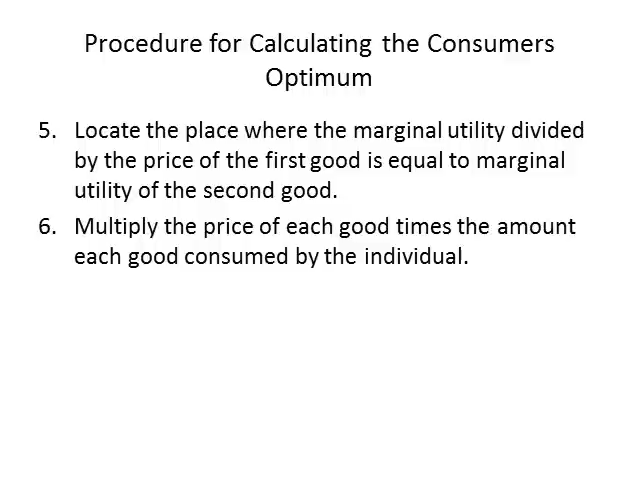 Procedure for Calculating the Consumers
Optimum
5. Locate the place where the marginal utility divided
by the price of the first good is equal to marginal
utility of the second good.
6. Multiply the price of each good times the amount
each good consumed by the individual.